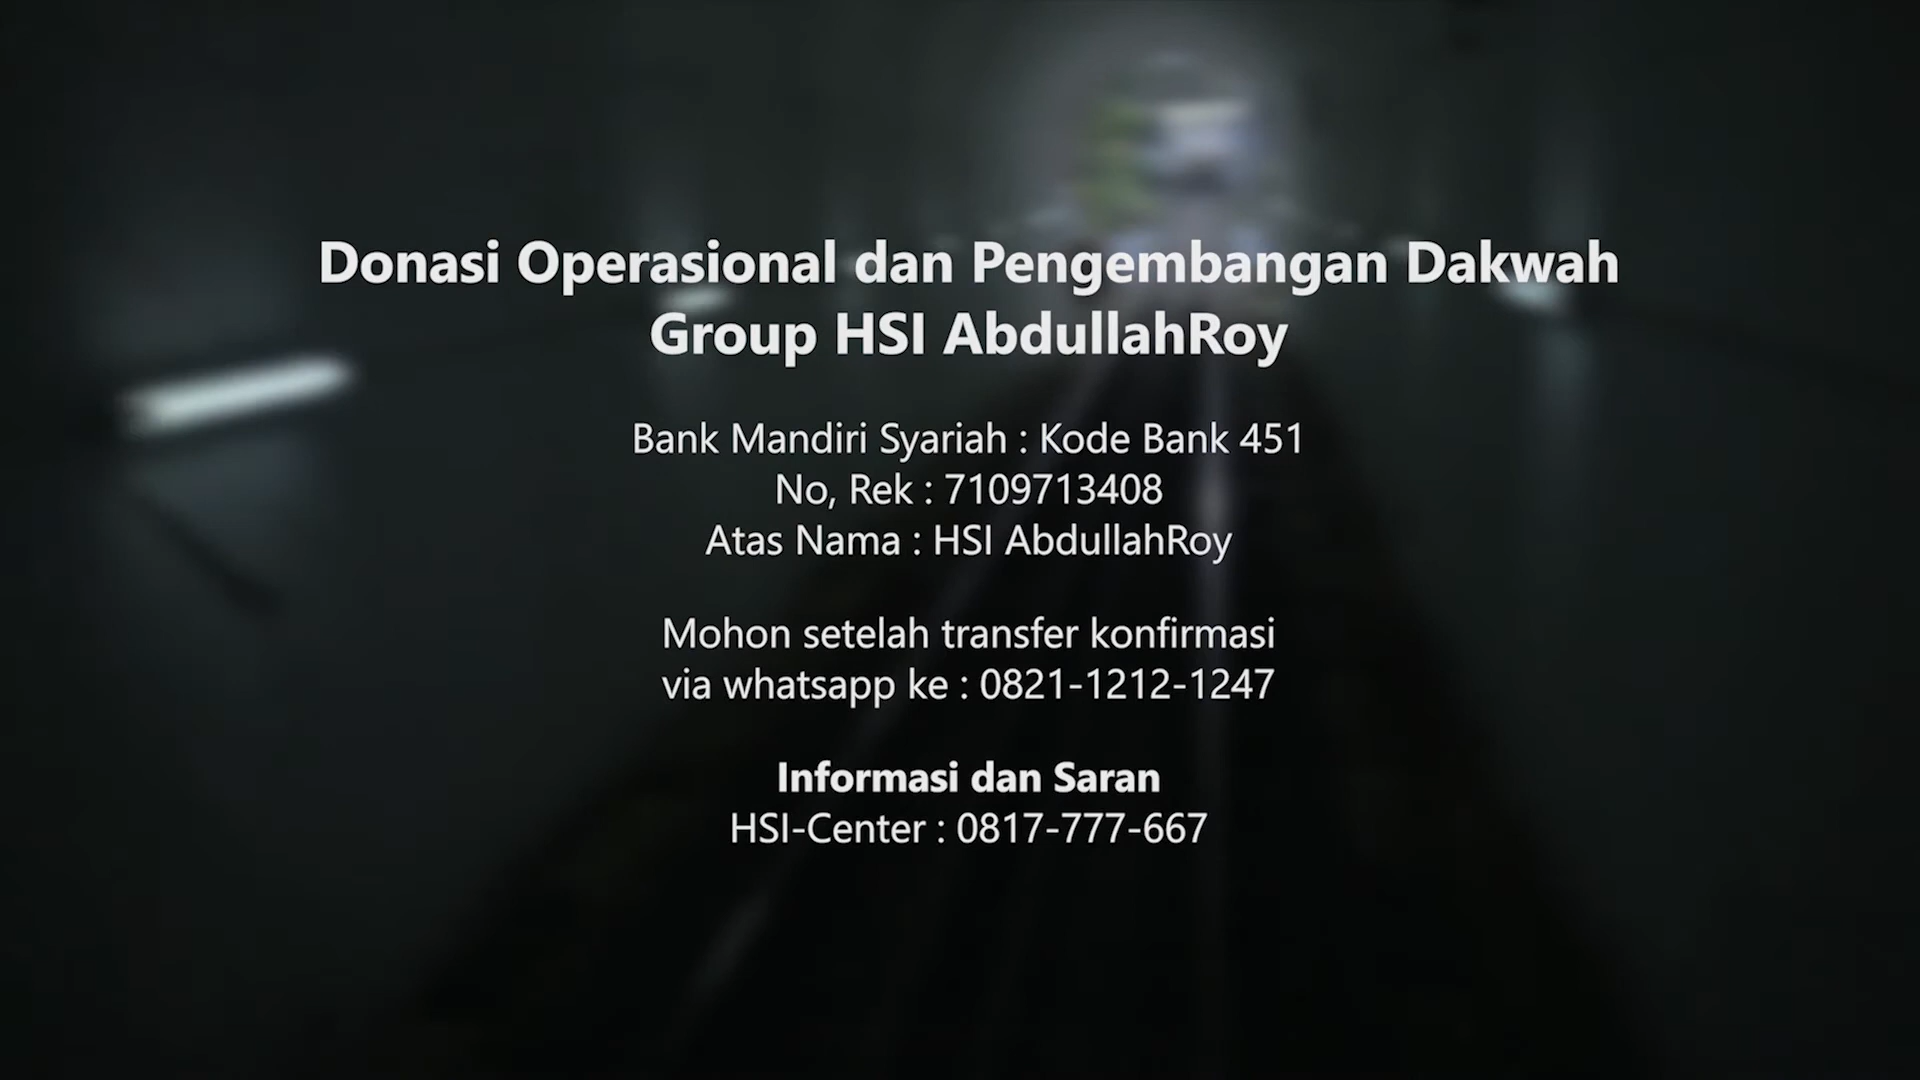 Donasi Operasional dan Pengembangan Dakwah
Group HSI AbdullahRoy
Bank Mandiri Syariah : Kode Bank 451
No, Rek : 7109713408
Atas Nama : HSI AbdullahRoy
Mohon setelah transfer konfirmasi
via whatsapp ke : 0821-1212-1247
Informasi dan Saran
HSI-Center : 0817-777-667